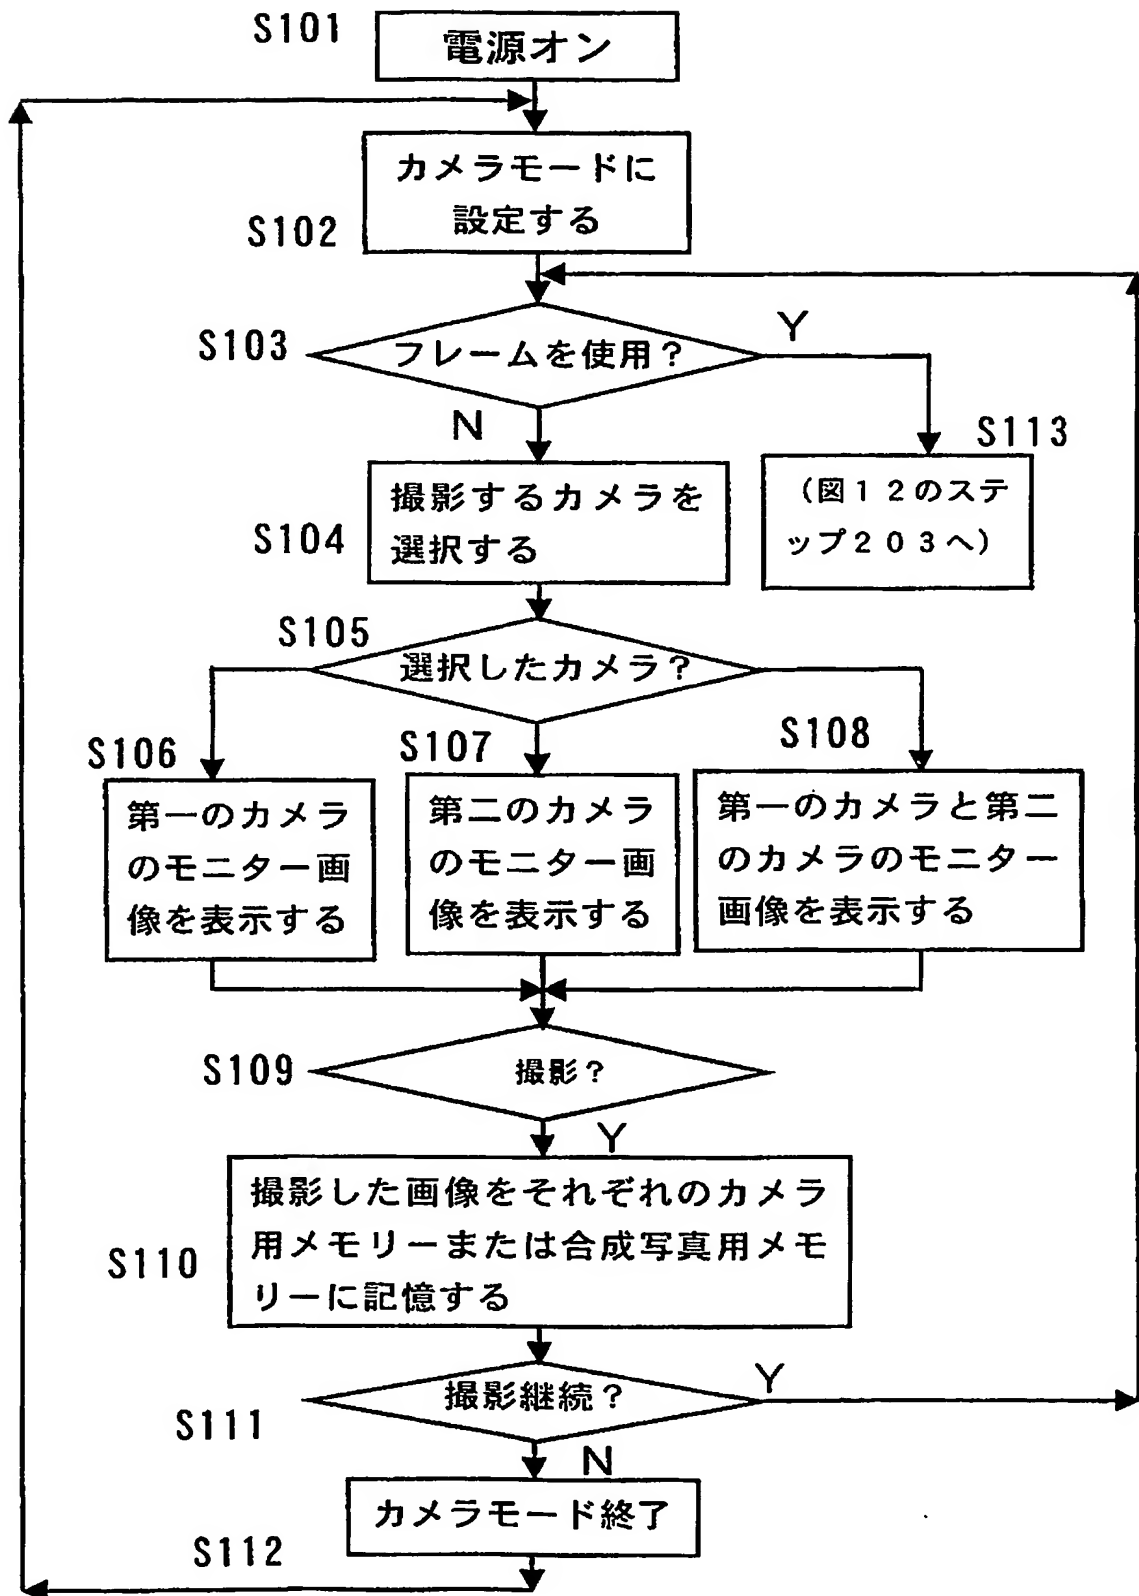 S101
電源オン
カメラモードに
設定する
S102
S103
フレームを使用？
Y
N
S113
撮影するカメラを
選択する
S104
（図１２のステ
ップ２０３へ）
S105
選択したカメラ？
S106
S107
S108
第一のカメラ
のモニター画
像を表示する
第二のカメラ
のモニター画
像を表示する
第一のカメラと第二
のカメラのモニター
画像を表示する
S109
撮影？
Y
撮影した画像をそれぞれのカメラ
用メモリーまたは合成写真用メモ
リーに記憶する
S110
撮影継続？
Y
S111
N
カメラモード終了
S112